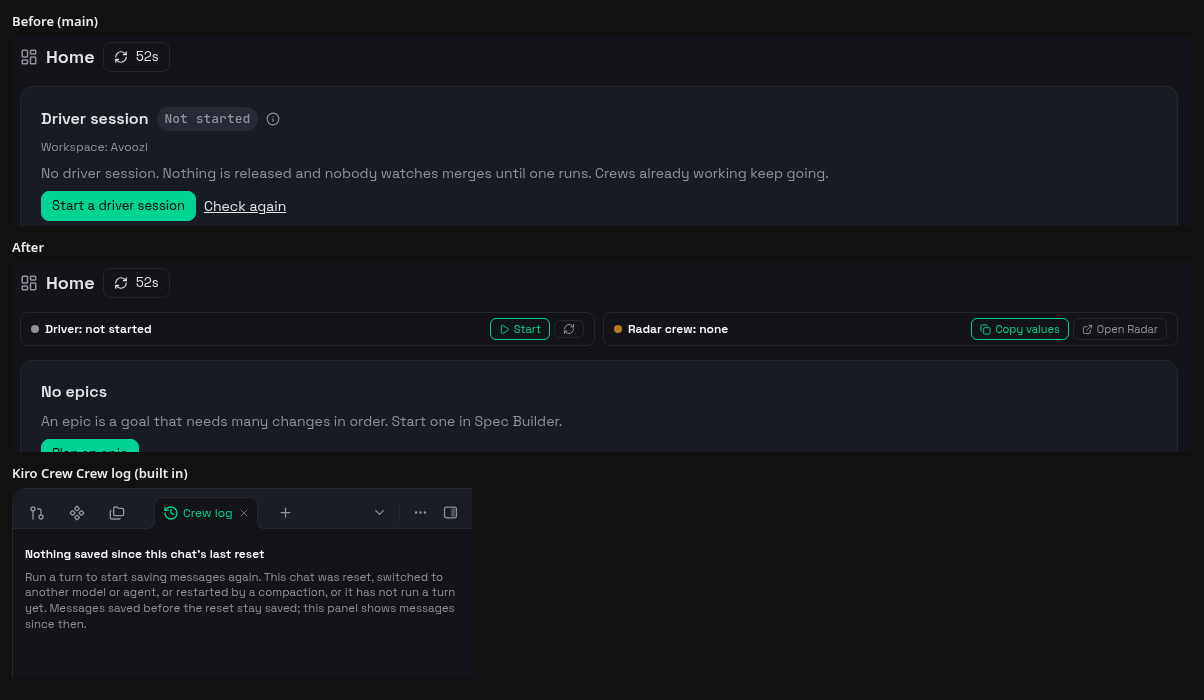 Before (main)
Home
52s
Driver session
Not started
Workspace: Avoozl
No driver session. Nothing is released and nobody watches merges until one runs. Crews already working keep going.
Start a driver session
Check again
After
Home
52s
Driver: not started
Start
Radar crew: none
Copy values
Open Radar
No epics
An epic is a goal that needs many changes in order. Start one in Spec Builder.
Plan an epic
Kiro Crew Crew log (built in)
Crew log
Nothing saved since this chat's last reset
Run a turn to start saving messages again. This chat was reset, switched to
another model or agent, or restarted by a compaction, or it has not run a turn
yet. Messages saved before the reset stay saved; this panel shows messages
since then.